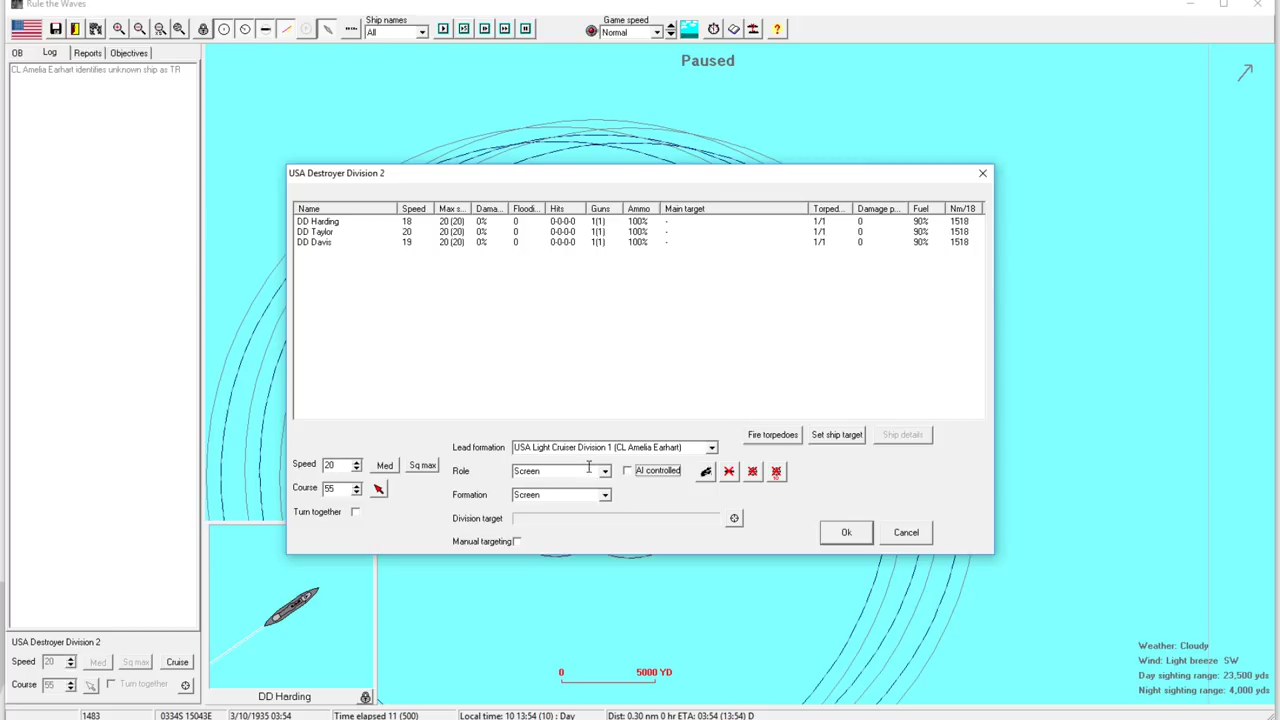 Rule the Waves
Ship names
All
Game speed
Normal
OB
Log
Reports
Objectives
CL Amelia Earhart identifies unknown ship as TR
Paused
USA Destroyer Division 2
Name Speed Max s... Dama... Floodi... Hits Guns Ammo Main target Torped... Damage p... Fuel Nm/18
DD Harding 18 20 (20) 0% 0 0-0-0-0 1(1) 100% - 1/1 0 90% 1518
DD Taylor 20 20 (20) 0% 0 0-0-0-0 1(1) 100% - 1/1 0 90% 1518
DD Davis 19 20 (20) 0% 0 0-0-0-0 1(1) 100% - 1/1 0 90% 1518
Fire torpedoes Set ship target Ship details
Lead formation USA Light Cruiser Division 1 (CL Amelia Earhart)
Speed 20 Med Sq max
Role Screen AI controlled
Course 55
Formation Screen
Turn together
Division target
Manual targeting
Ok Cancel
USA Destroyer Division 2
Speed 20 Med Sq max Cruise
Course 55 Turn together
DD Harding
0 5000 YD
Weather: Cloudy
Wind: Light breeze SW
Day sighting range: 23,500 yds
Night sighting range: 4,000 yds
1483 0334S 15043E 3/10/1935 03:54 Time elapsed 11 (500) Local time: 10 13:54 (10) : Day Dist: 0.30 nm 0 hr ETA: 03:54 (13:54) D